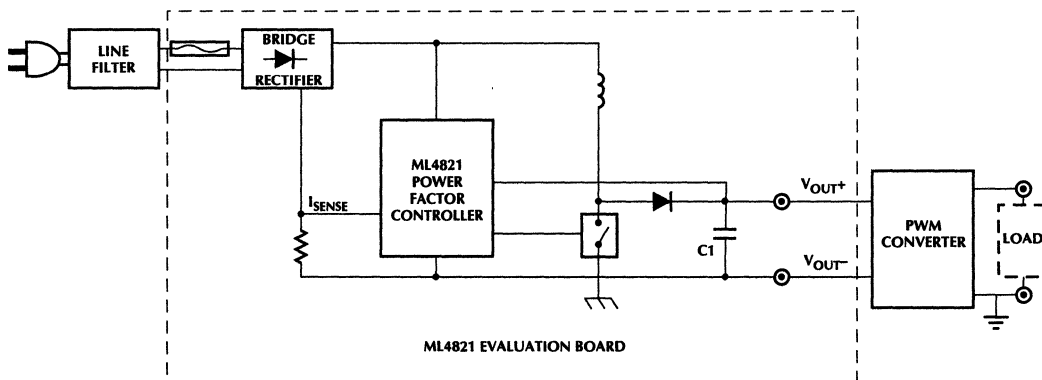 LINE
FILTER
BRIDGE
RECTIFIER
ML4821
POWER
FACTOR
CONTROLLER
ISENSE
C1
VOUT+
VOUT–
PWM
CONVERTER
LOAD
ML4821 EVALUATION BOARD